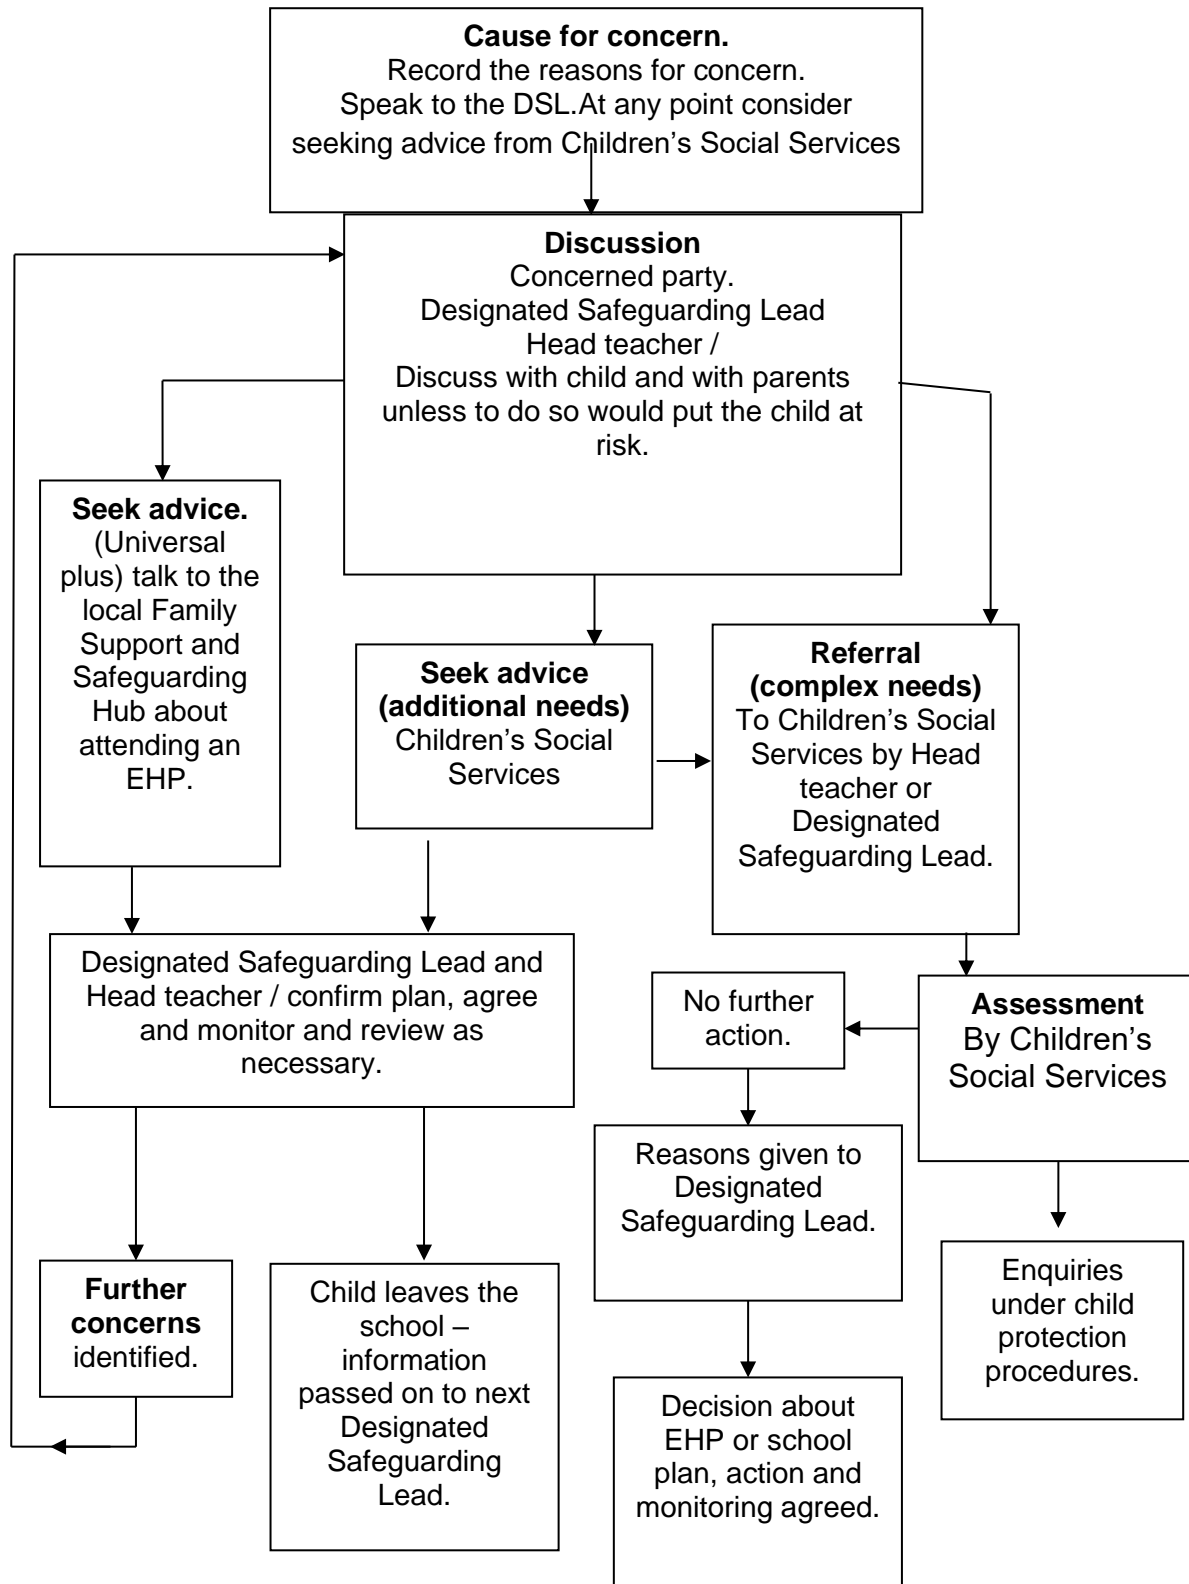 Cause for concern.
Record the reasons for concern.
Speak to the DSL.At any point consider
seeking advice from Children’s Social Services
Discussion
Concerned party.
Designated Safeguarding Lead
Head teacher /
Discuss with child and with parents
unless to do so would put the child at
risk.
Seek advice.
(Universal
plus) talk to the
local Family
Support and
Safeguarding
Hub about
attending an
EHP.
Seek advice
(additional needs)
Children’s Social
Services
Referral
(complex needs)
To Children’s Social
Services by Head
teacher or
Designated
Safeguarding Lead.
Designated Safeguarding Lead and
Head teacher / confirm plan, agree
and monitor and review as
necessary.
No further
action.
Assessment
By Children’s
Social Services
Reasons given to
Designated
Safeguarding Lead.
Enquiries
under child
protection
procedures.
Further
concerns
identified.
Child leaves the
school –
information
passed on to next
Designated
Safeguarding
Lead.
Decision about
EHP or school
plan, action and
monitoring agreed.